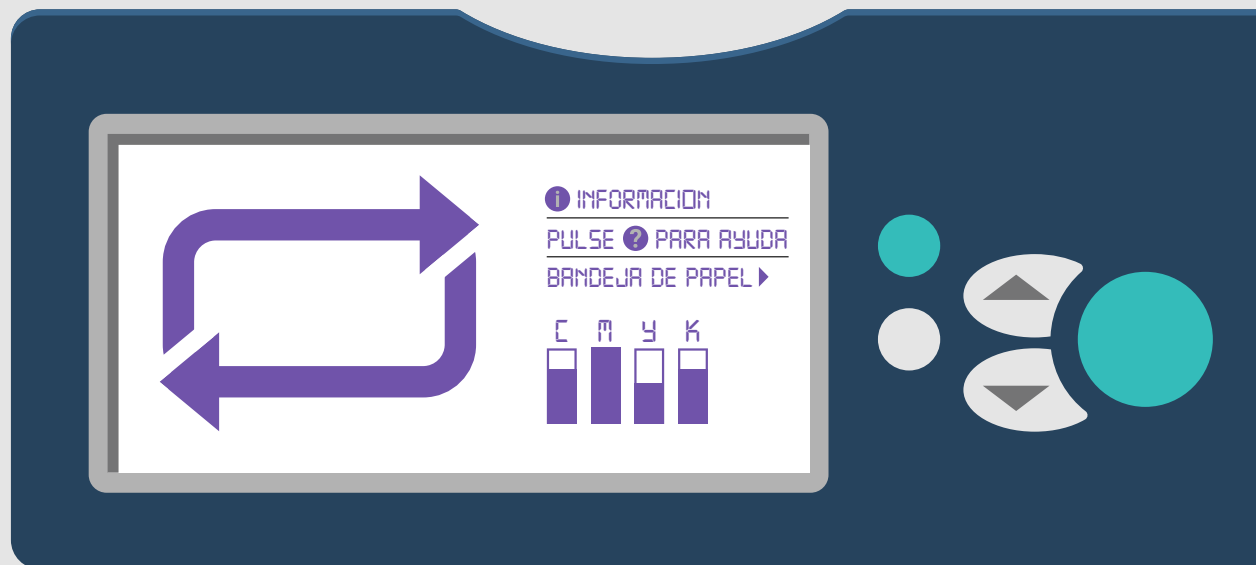 i INFORMACION
PULSE ? PARA AYUDA
BANDEJA DE PAPEL
C M Y K